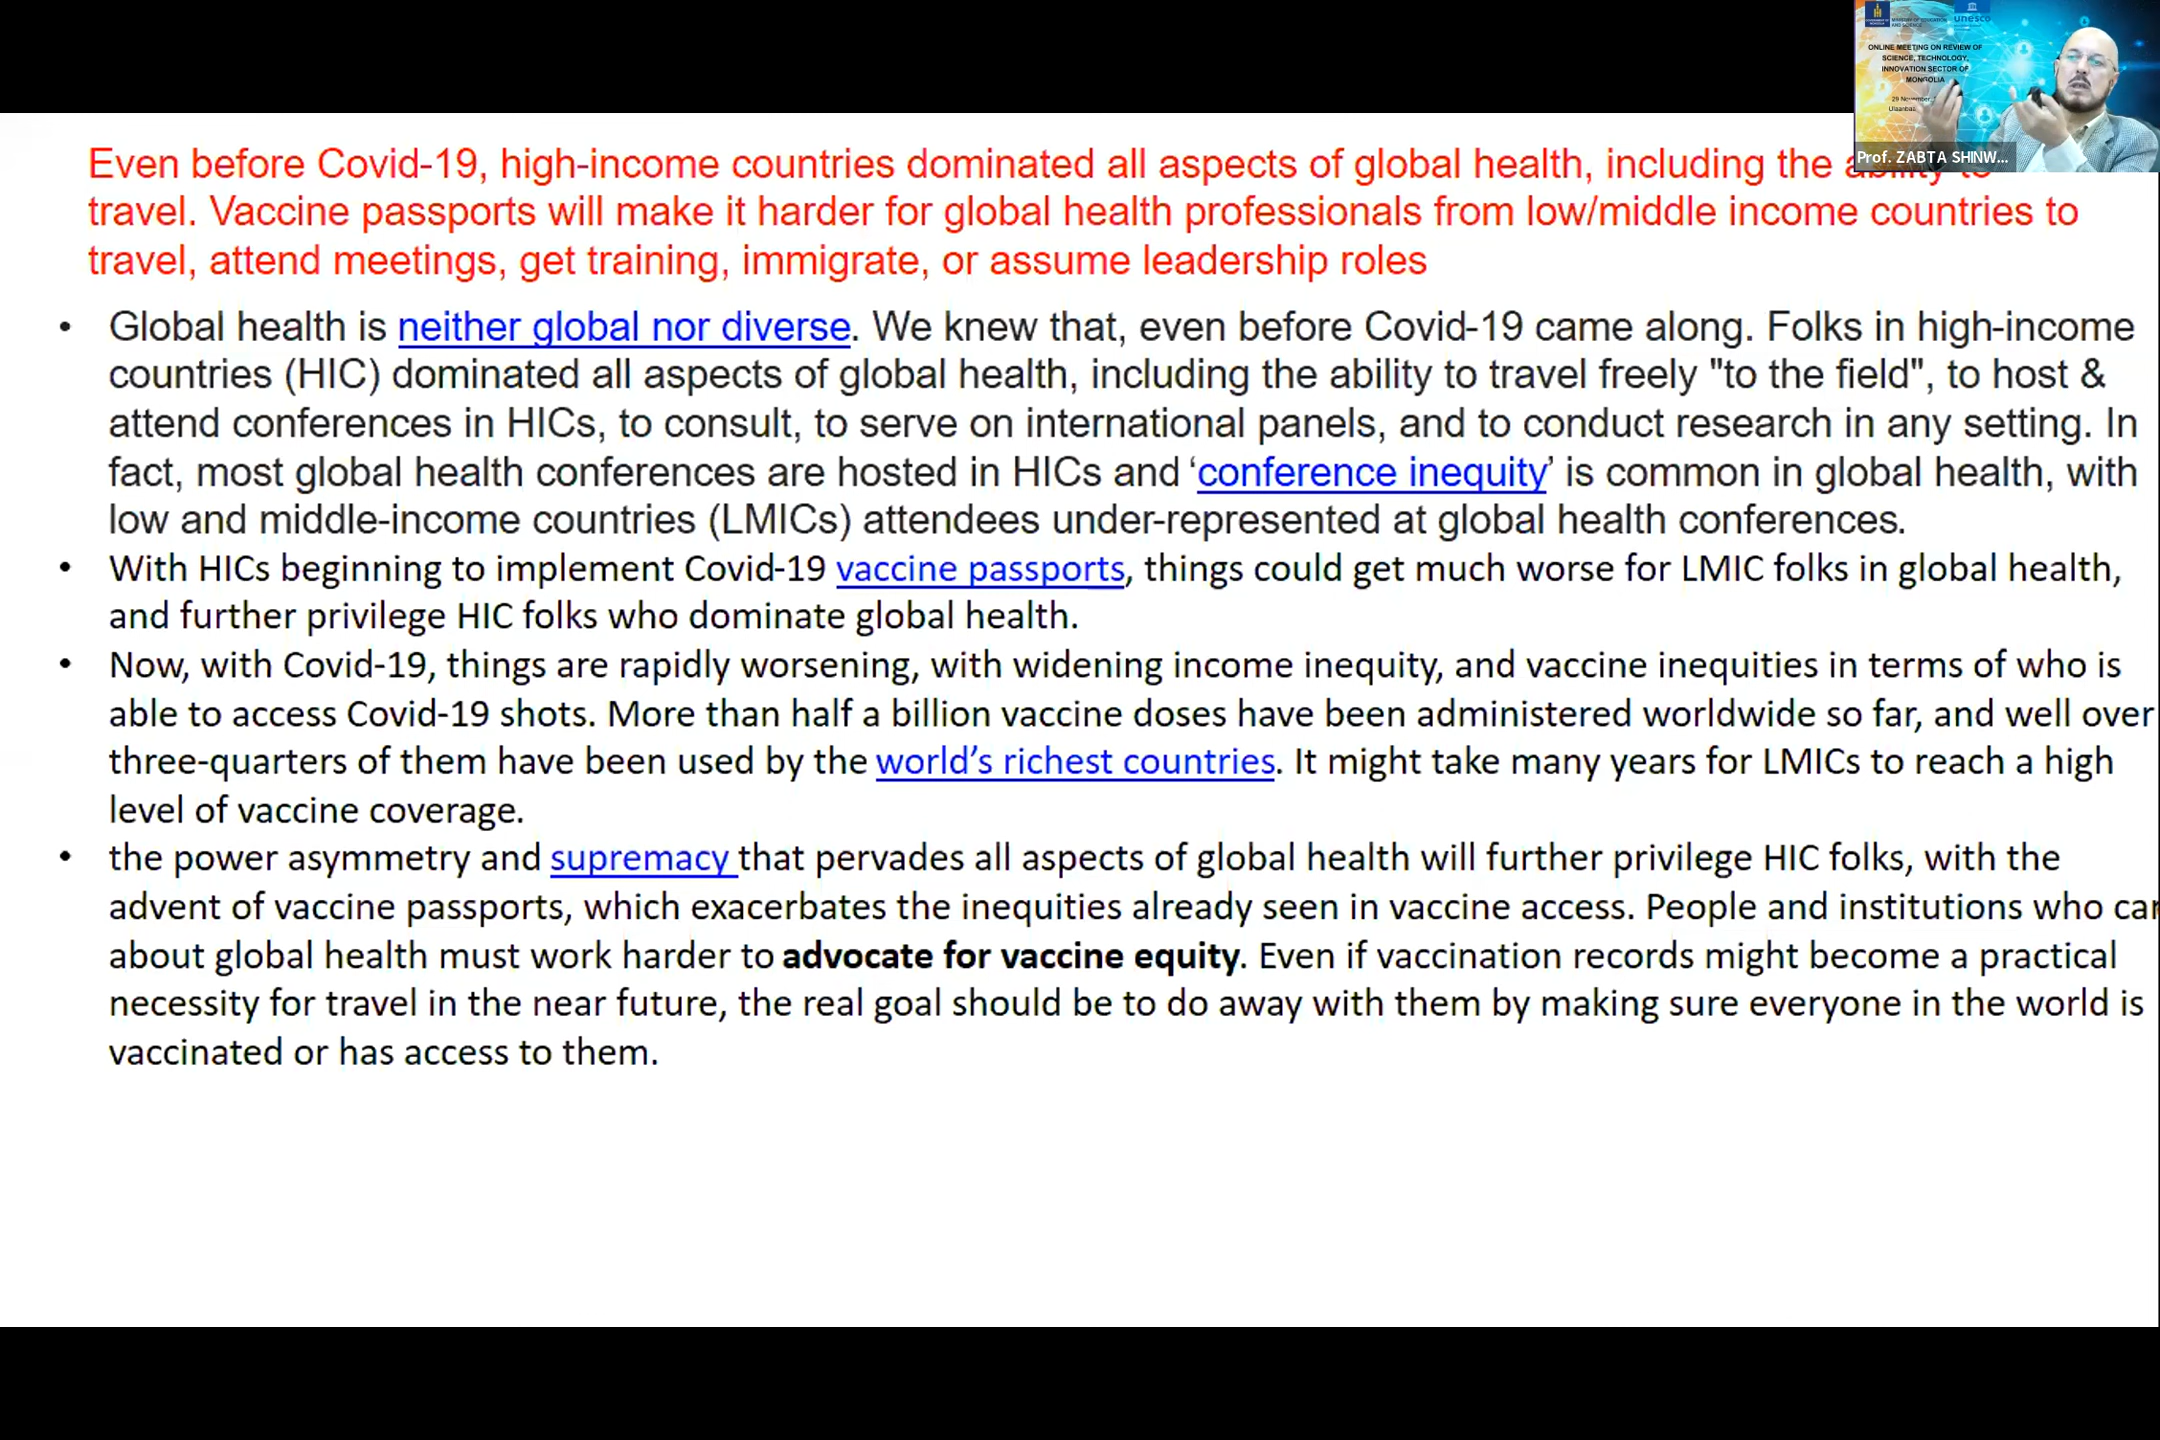 unesco
ONLINE MEETING ON REVIEW OF
SCIENCE, TECHNOLOGY,
INNOVATION SECTOR OF
MONGOLIA
29
Prof. ZABTA SHINW...
Even before Covid-19, high-income countries dominated all aspects of global health, including the ability to
travel. Vaccine passports will make it harder for global health professionals from low/middle income countries to
travel, attend meetings, get training, immigrate, or assume leadership roles
• Global health is neither global nor diverse. We knew that, even before Covid-19 came along. Folks in high-income
countries (HIC) dominated all aspects of global health, including the ability to travel freely "to the field", to host &
attend conferences in HICs, to consult, to serve on international panels, and to conduct research in any setting. In
fact, most global health conferences are hosted in HICs and ‘conference inequity’ is common in global health, with
low and middle-income countries (LMICs) attendees under-represented at global health conferences.
• With HICs beginning to implement Covid-19 vaccine passports, things could get much worse for LMIC folks in global health,
and further privilege HIC folks who dominate global health.
• Now, with Covid-19, things are rapidly worsening, with widening income inequity, and vaccine inequities in terms of who is
able to access Covid-19 shots. More than half a billion vaccine doses have been administered worldwide so far, and well over
three-quarters of them have been used by the world’s richest countries. It might take many years for LMICs to reach a high
level of vaccine coverage.
• the power asymmetry and supremacy that pervades all aspects of global health will further privilege HIC folks, with the
advent of vaccine passports, which exacerbates the inequities already seen in vaccine access. People and institutions who car
about global health must work harder to advocate for vaccine equity. Even if vaccination records might become a practical
necessity for travel in the near future, the real goal should be to do away with them by making sure everyone in the world is
vaccinated or has access to them.